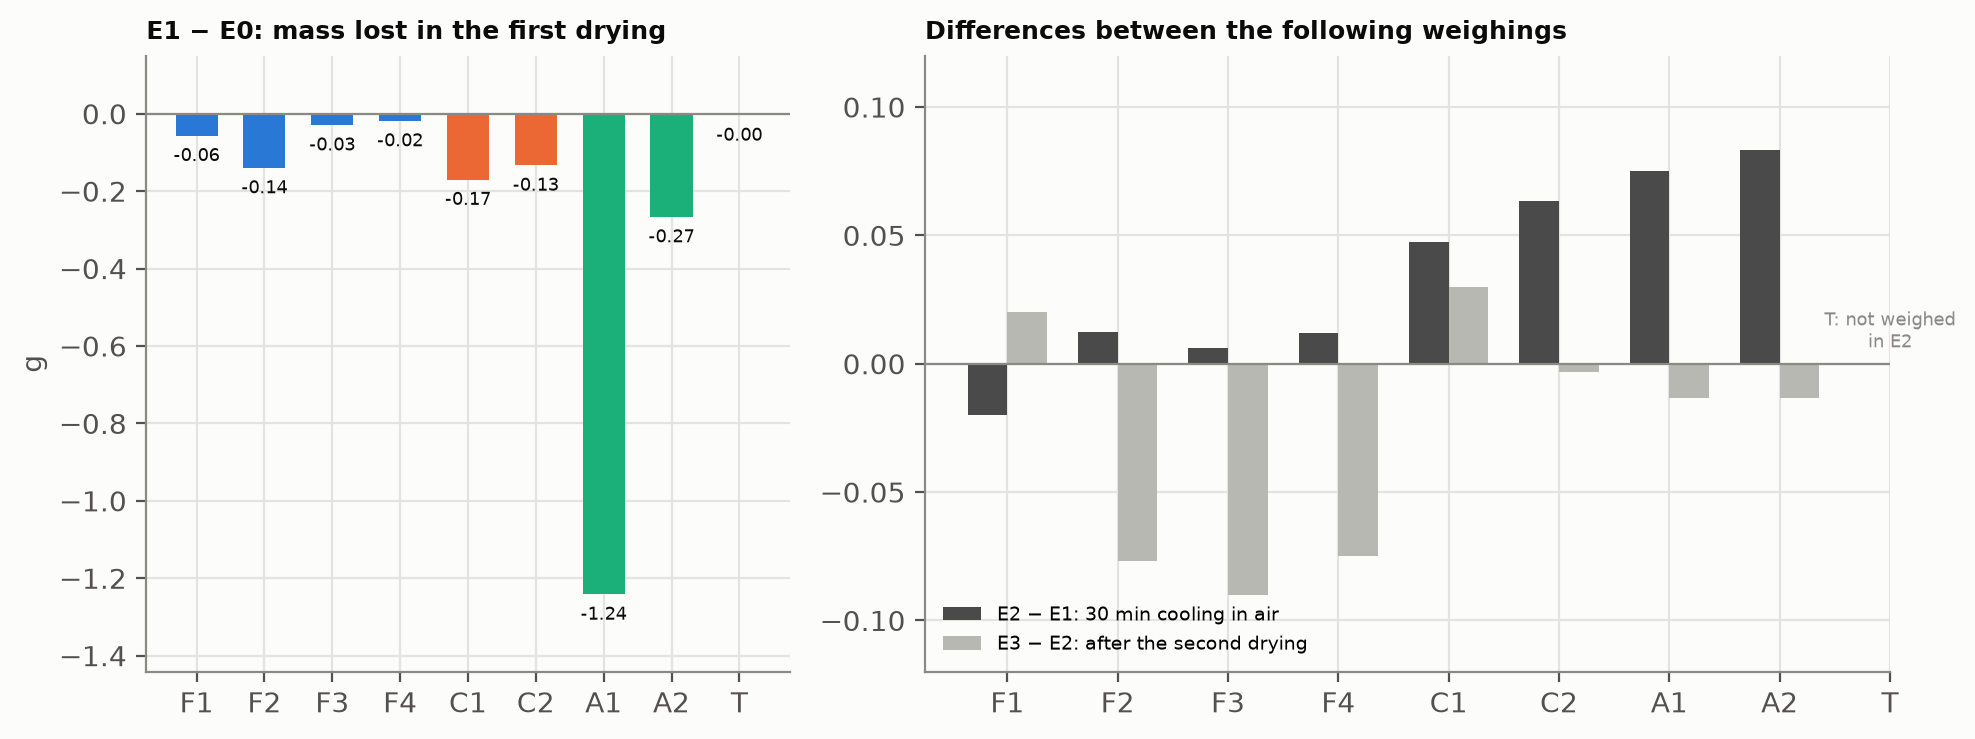 E1 − E0: mass lost in the first drying
g
0.0
−0.2
−0.4
−0.6
−0.8
−1.0
−1.2
−1.4
-0.06
-0.14
-0.03
-0.02
-0.17
-0.13
-1.24
-0.27
-0.00
F1 F2 F3 F4 C1 C2 A1 A2 T
Differences between the following weighings
0.10
0.05
0.00
−0.05
−0.10
T: not weighed
in E2
E2 − E1: 30 min cooling in air
E3 − E2: after the second drying
F1 F2 F3 F4 C1 C2 A1 A2 T